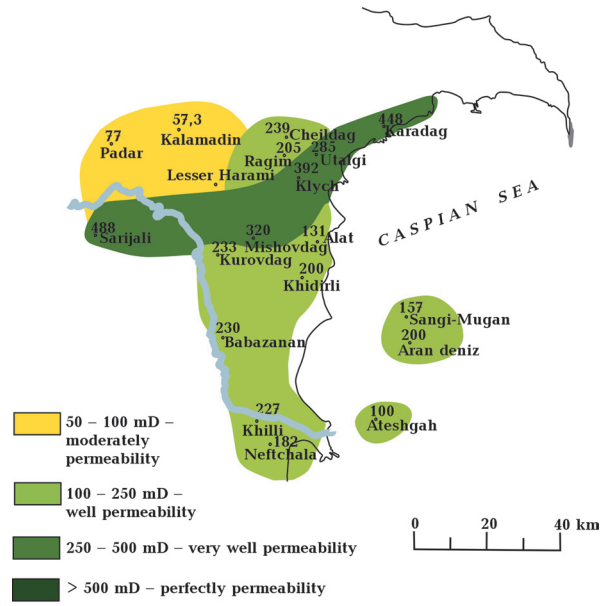 57,3
Kalamadin
77
Padar
239
Cheildag
205
Ragim
285
Utalgi
448
Karadag
392
Klych
Lesser Harami
488
Sarijali
320
Mishovdag
131
Alat
233
Kurovdag
200
Khidirli
CASPIAN SEA
157
Sangi-Mugan
200
Aran deniz
230
Babazanan
227
Khilli
182
Neftchala
100
Ateshgah
50 – 100 mD –
moderately
permeability
100 – 250 mD –
well permeability
250 – 500 mD – very well permeability
> 500 mD – perfectly permeability
0 20 40 km